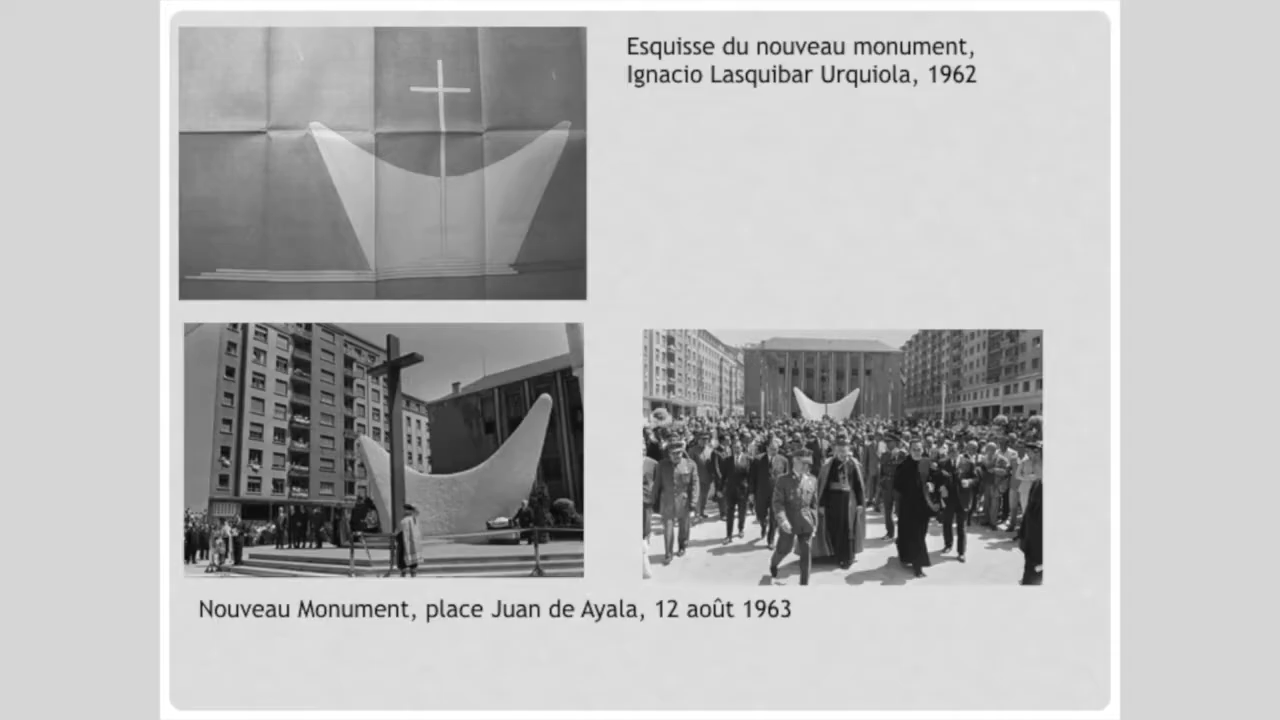 Esquisse du nouveau monument,
Ignacio Lasquibar Urquiola, 1962
Nouveau Monument, place Juan de Ayala, 12 août 1963